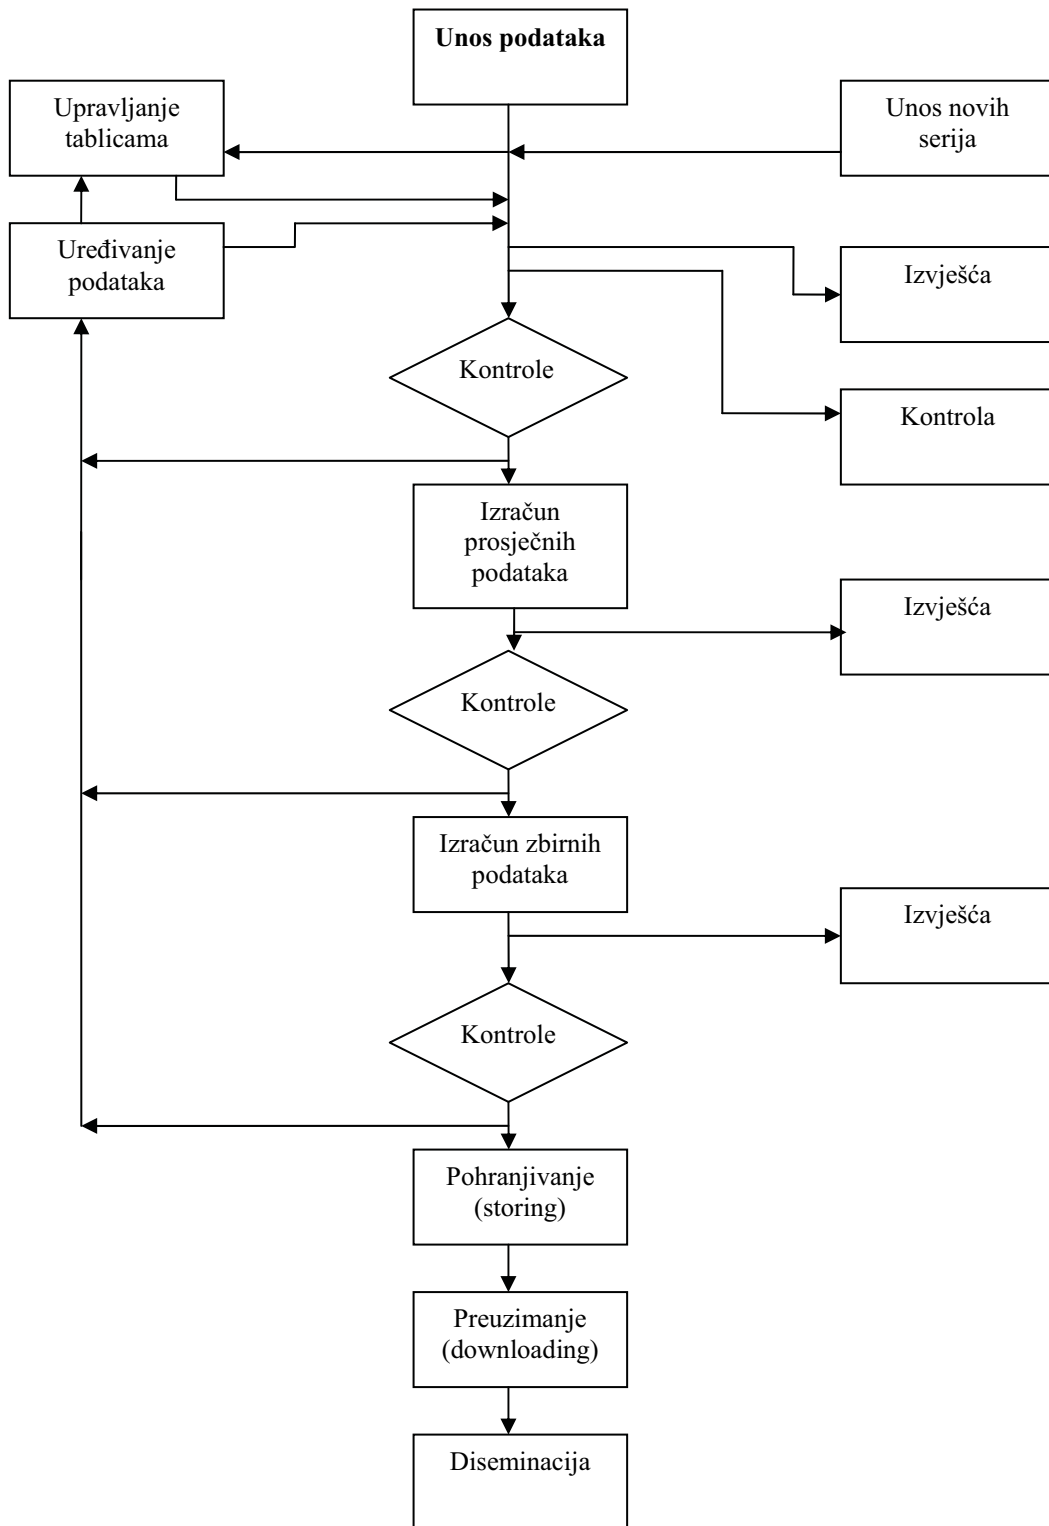 Unos podataka
Upravljanje
tablicama
Unos novih
serija
Uređivanje
podataka
Izvješća
Kontrole
Kontrola
Izračun
prosječnih
podataka
Izvješća
Kontrole
Izračun zbirnih
podataka
Izvješća
Kontrole
Pohranjivanje
(storing)
Preuzimanje
(downloading)
Diseminacija